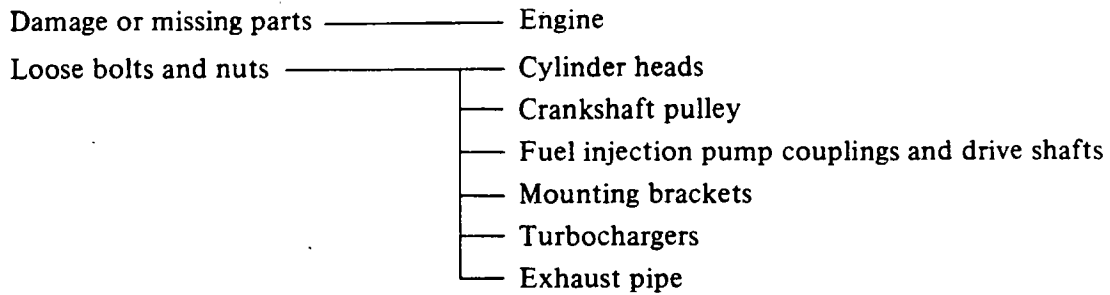 Damage or missing parts Engine
Loose bolts and nuts Cylinder heads
Crankshaft pulley
Fuel injection pump couplings and drive shafts
Mounting brackets
Turbochargers
Exhaust pipe